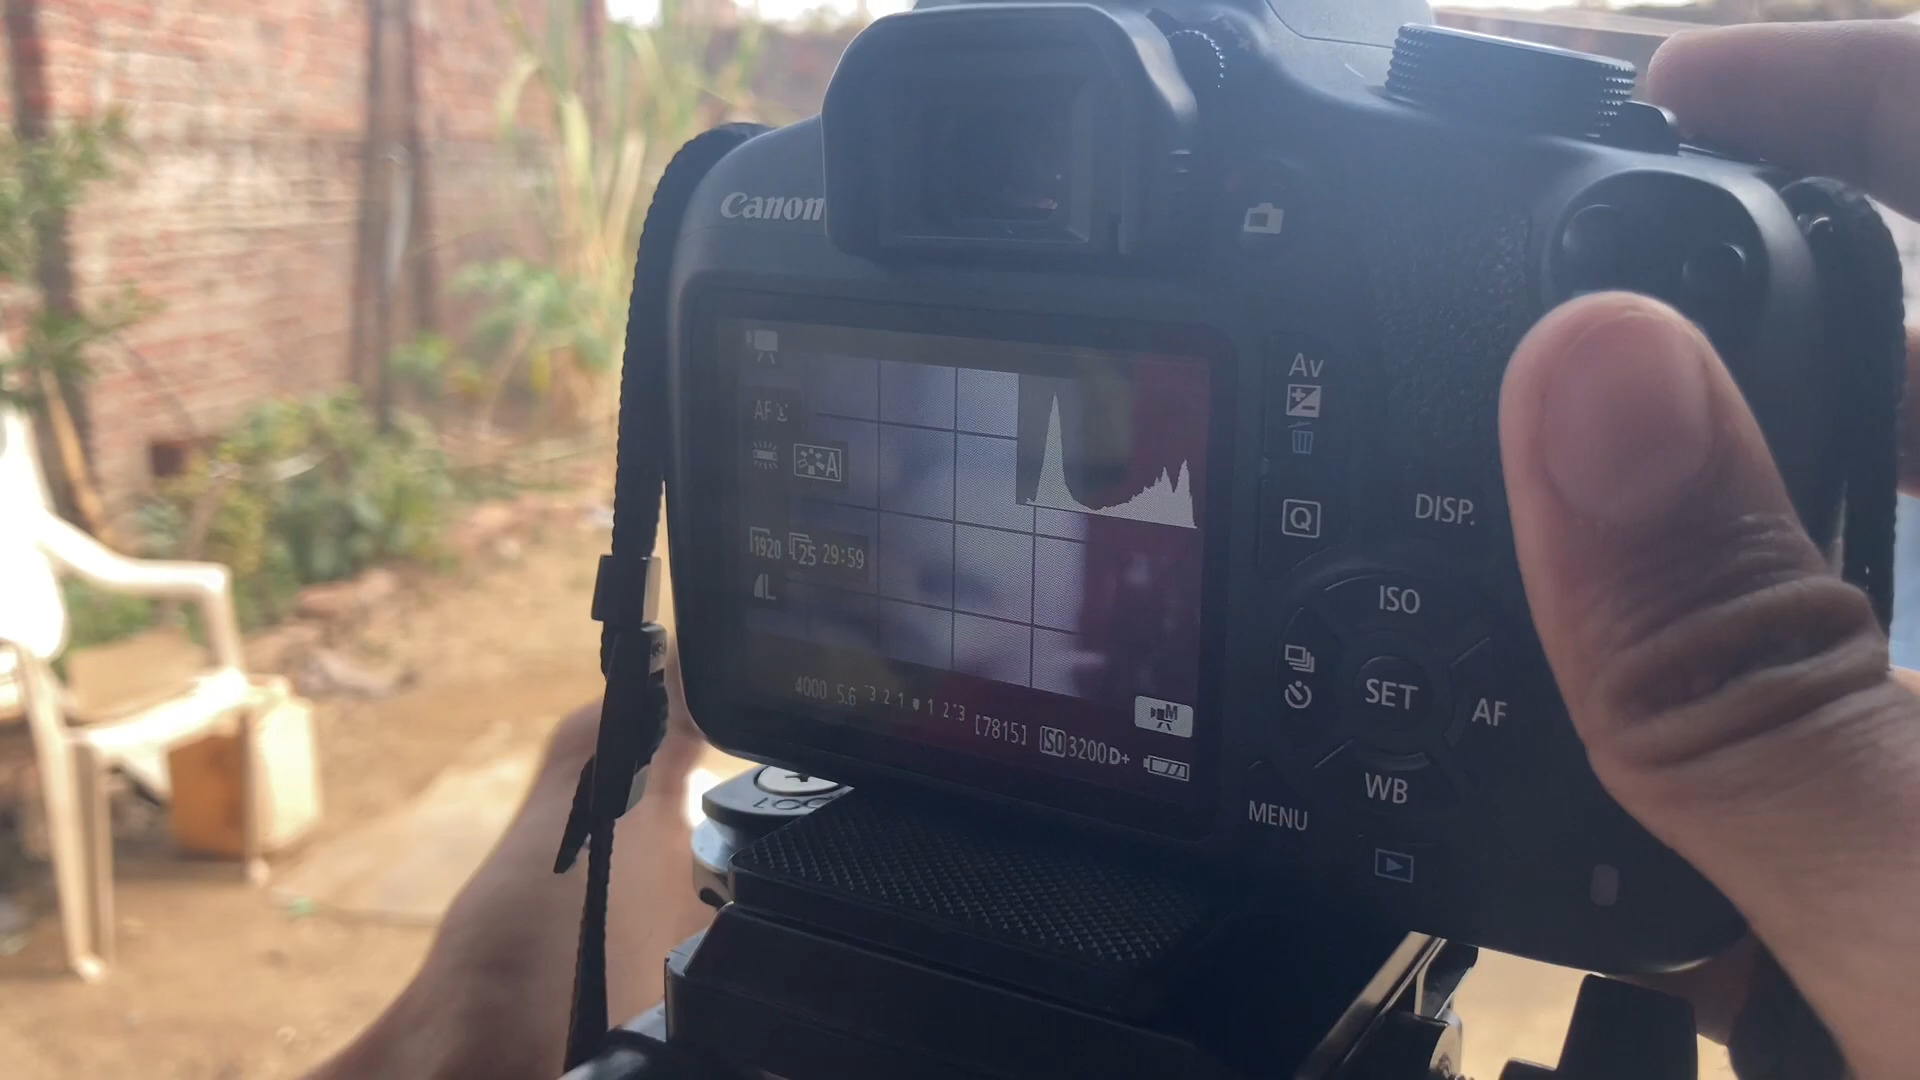 Canon
AF
A
1920 25 29:59
L
4000 5.6 3 2 1 1 2 3 [7815] ISO 3200 D+
M
Av
Q
DISP.
ISO
SET
AF
WB
MENU
LOC